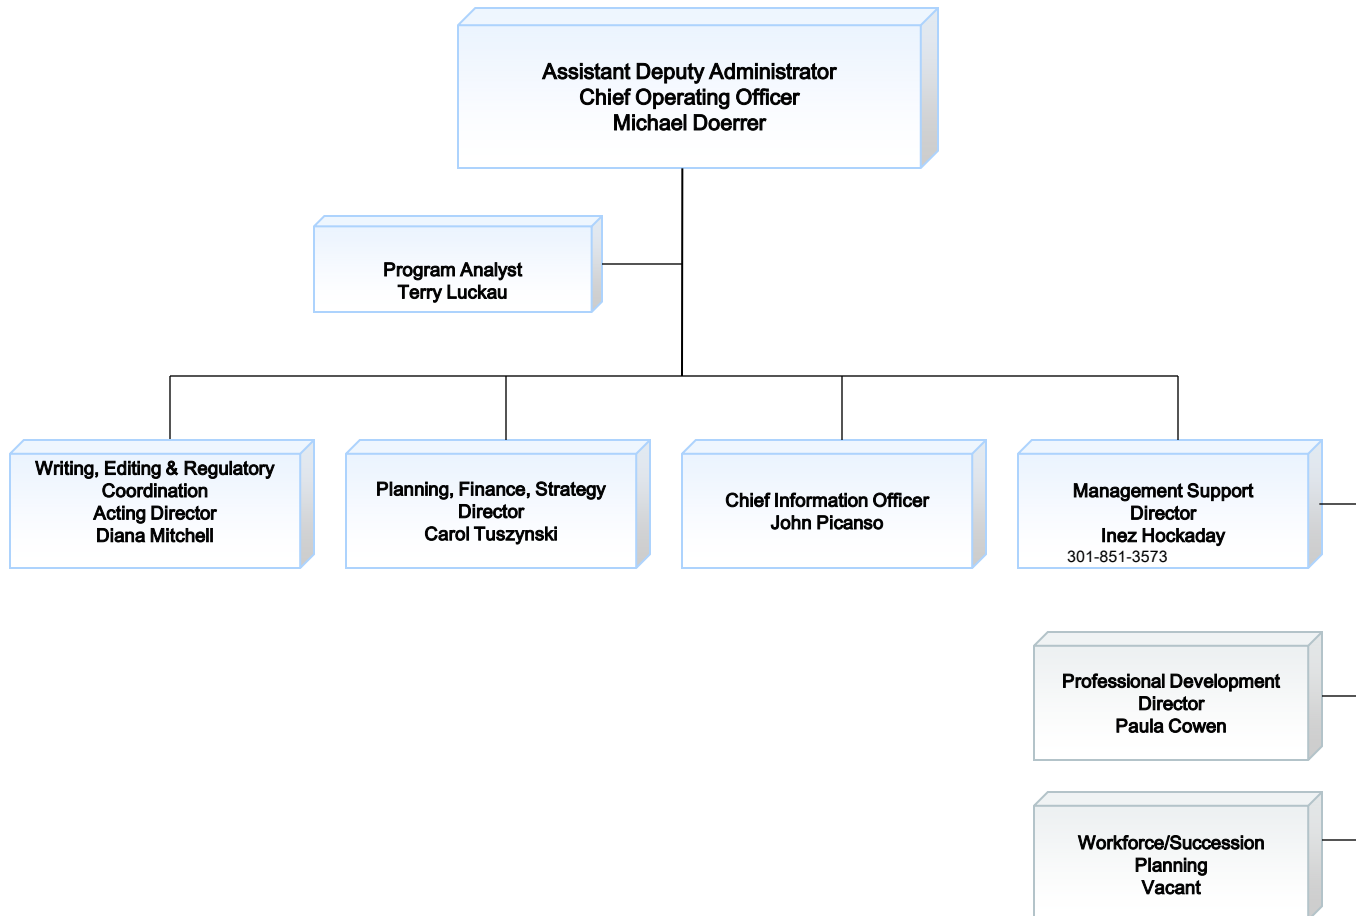 Assistant Deputy Administrator
Chief Operating Officer
Michael Doerrer
Program Analyst
Terry Luckau
Writing, Editing & Regulatory
Coordination
Acting Director
Diana Mitchell
Planning, Finance, Strategy
Director
Carol Tuszynski
Chief Information Officer
John Picanso
Management Support
Director
Inez Hockaday
301-851-3573
Professional Development
Director
Paula Cowen
Workforce/Succession
Planning
Vacant